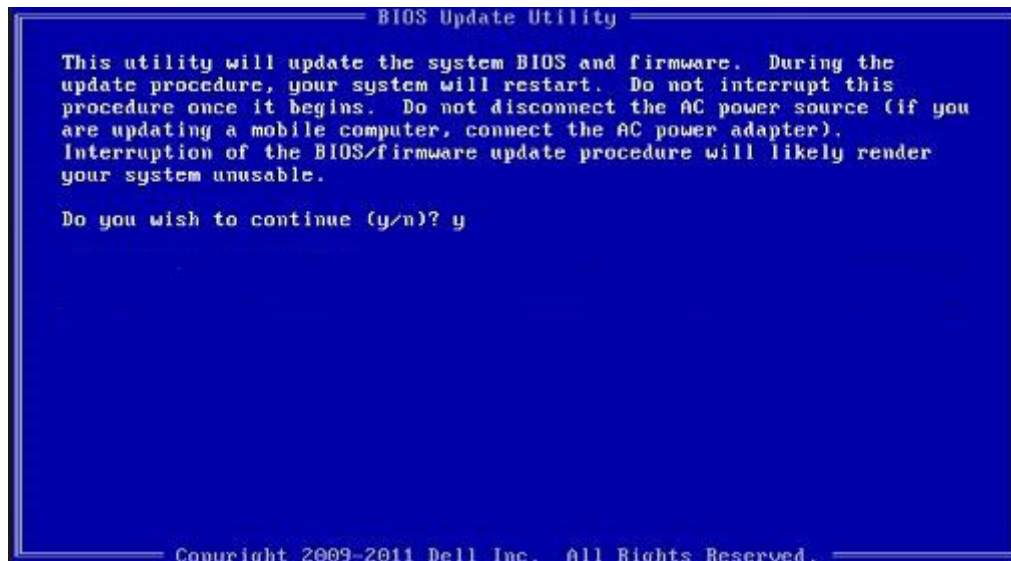 BIOS Update Utility
This utility will update the system BIOS and firmware. During the
update procedure, your system will restart. Do not interrupt this
procedure once it begins. Do not disconnect the AC power source (if you
are updating a mobile computer, connect the AC power adapter).
Interruption of the BIOS/firmware update procedure will likely render
your system unusable.
Do you wish to continue (y/n)? y
Copyright 2009-2011 Dell Inc. All Rights Reserved.